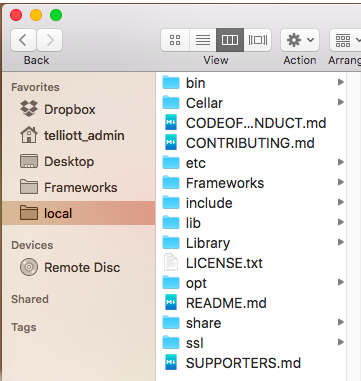 Back
View
Action
Arrang
Favorites
Dropbox
telliott_admin
Desktop
Frameworks
local
Devices
Remote Disc
Shared
Tags
bin
Cellar
CODEOF...NDUCT.md
CONTRIBUTING.md
etc
Frameworks
include
lib
Library
LICENSE.txt
opt
README.md
share
ssl
SUPPORTERS.md